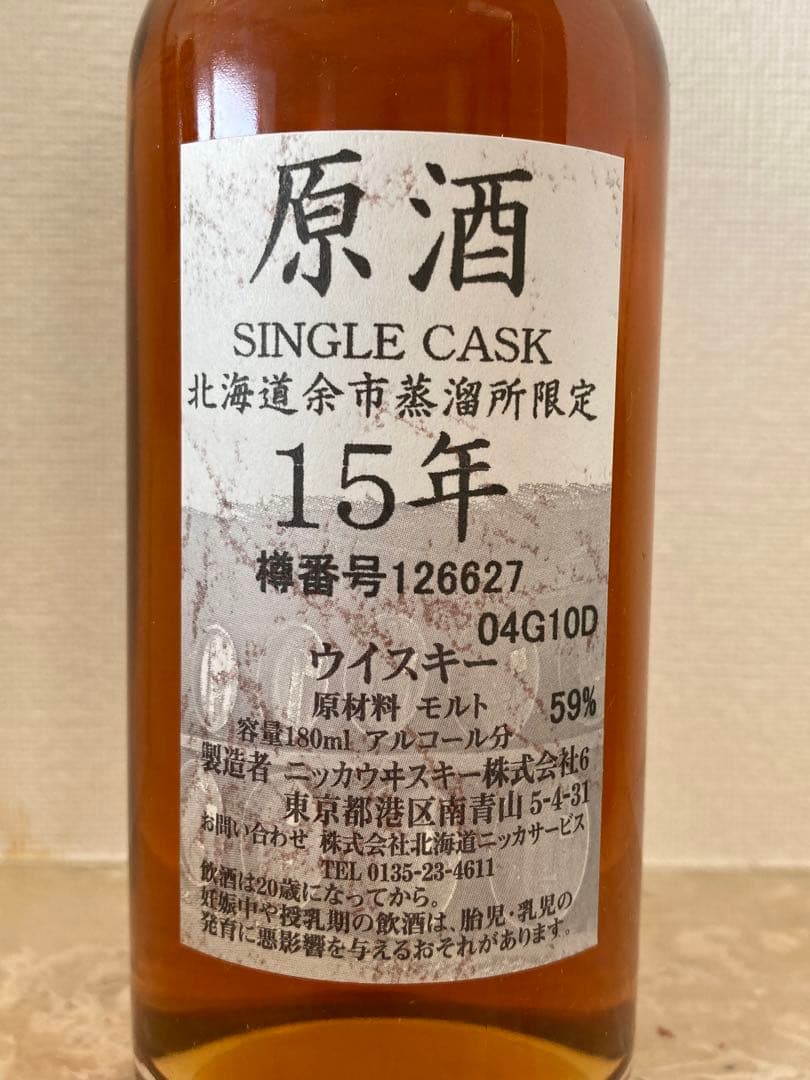 原酒
SINGLE CASK
北海道余市蒸溜所限定
15年
樽番号126627
04G10D
ウイスキー
原材料 モルト
容量180ml アルコール分 59%
製造者 ニッカウヰスキー株式会社6
東京都港区南青山 5-4-31
お問い合わせ 株式会社北海道ニッカサービス
TEL 0135-23-4611
飲酒は20歳になってから。
妊娠中や授乳期の飲酒は、胎児・乳児の
発育に悪影響を与えるおそれがあります。